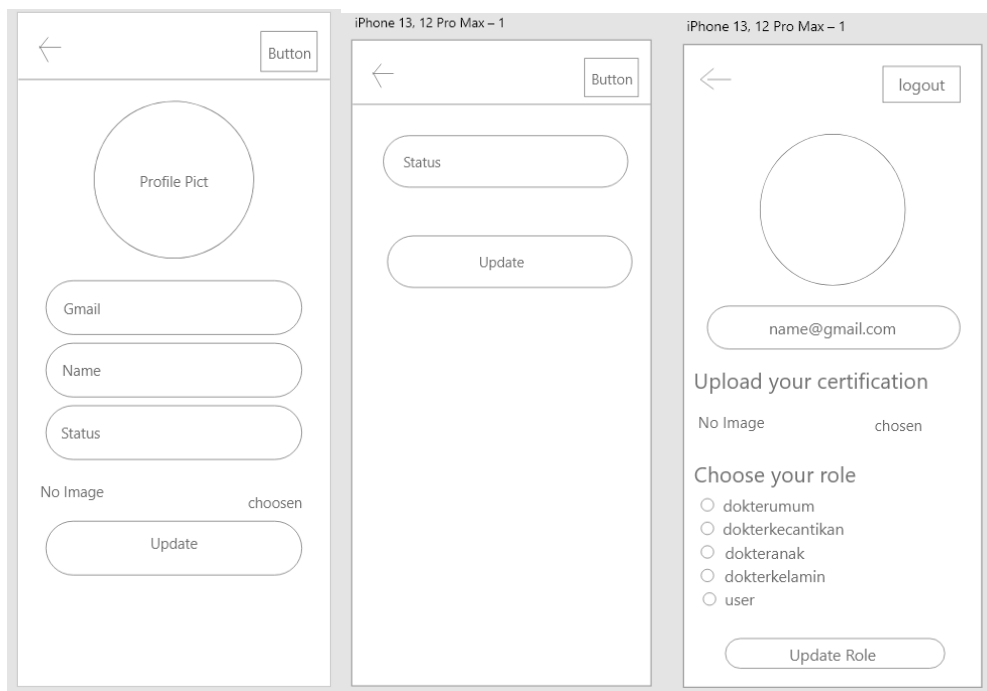 Button
Profile Pict
Gmail
Name
Status
No Image
choosen
Update
iPhone 13, 12 Pro Max – 1
Button
Status
Update
iPhone 13, 12 Pro Max – 1
logout
name@gmail.com
Upload your certification
No Image
chosen
Choose your role
dokterumum
dokterkecantikan
dokteranak
dokterkelamin
user
Update Role